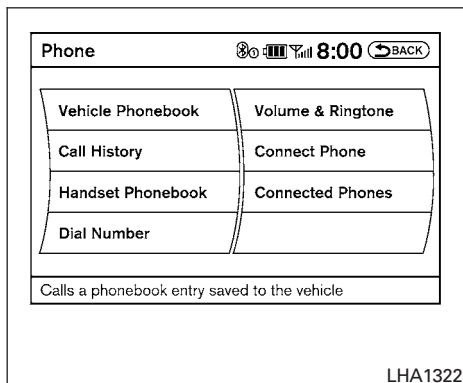 Phone 8:00 BACK
Vehicle Phonebook
Call History
Handset Phonebook
Dial Number
Volume & Ringtone
Connect Phone
Connected Phones
Calls a phonebook entry saved to the vehicle
LHA1322